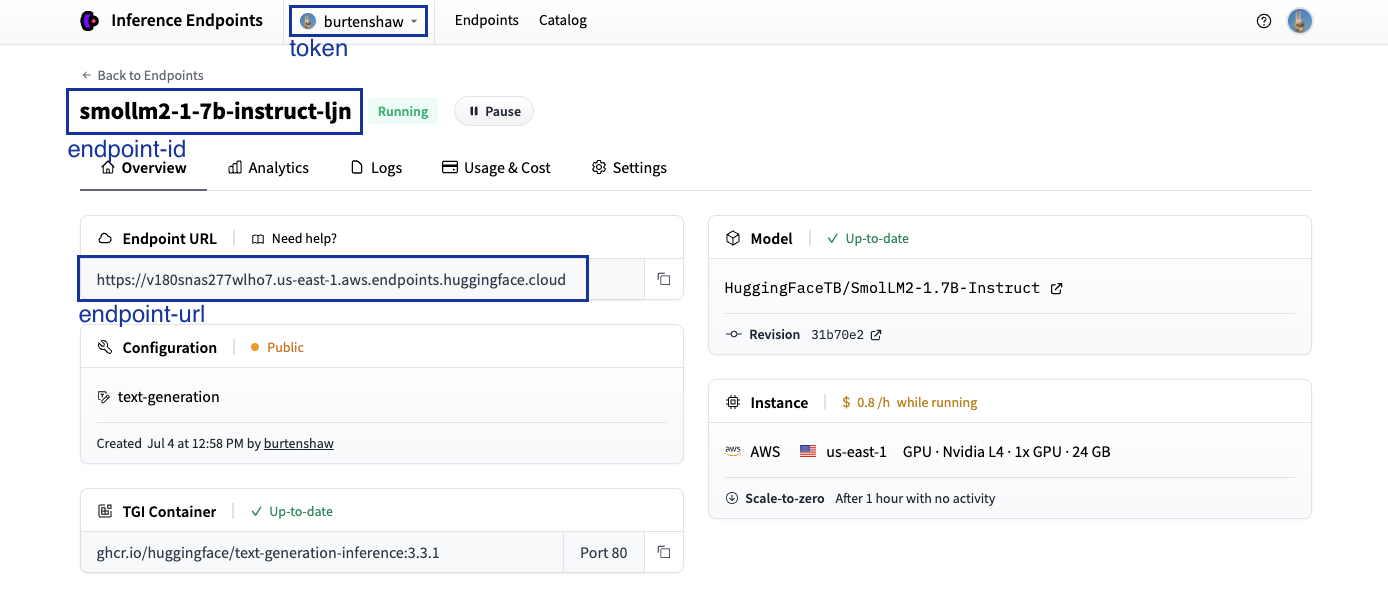 Inference Endpoints burtenshaw Endpoints Catalog
token
Back to Endpoints
smollm2-1-7b-instruct-ljn Running Pause
endpoint-id
Overview Analytics Logs Usage & Cost Settings
Endpoint URL Need help?
https://v180snas277wlho7.us-east-1.aws.endpoints.huggingface.cloud
endpoint-url
Configuration Public
text-generation
Created Jul 4 at 12:58 PM by burtenshaw
TGI Container Up-to-date
ghcr.io/huggingface/text-generation-inference:3.3.1 Port 80
Model Up-to-date
HuggingFaceTB/SmolLM2-1.7B-Instruct
Revision 31b70e2
Instance $ 0.8 /h while running
aws AWS us-east-1 GPU · Nvidia L4 · 1x GPU · 24 GB
Scale-to-zero After 1 hour with no activity